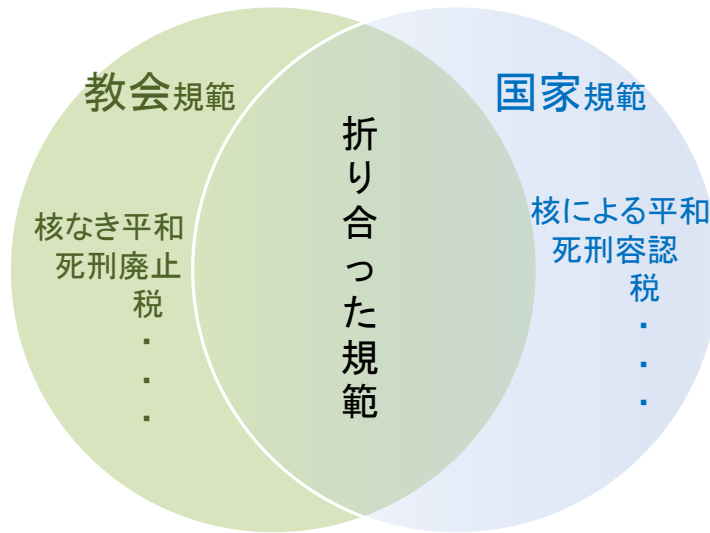 教会規範
核なき平和
死刑廃止
税
・
・
・
折り合った規範
国家規範
核による平和
死刑容認
税
・
・
・